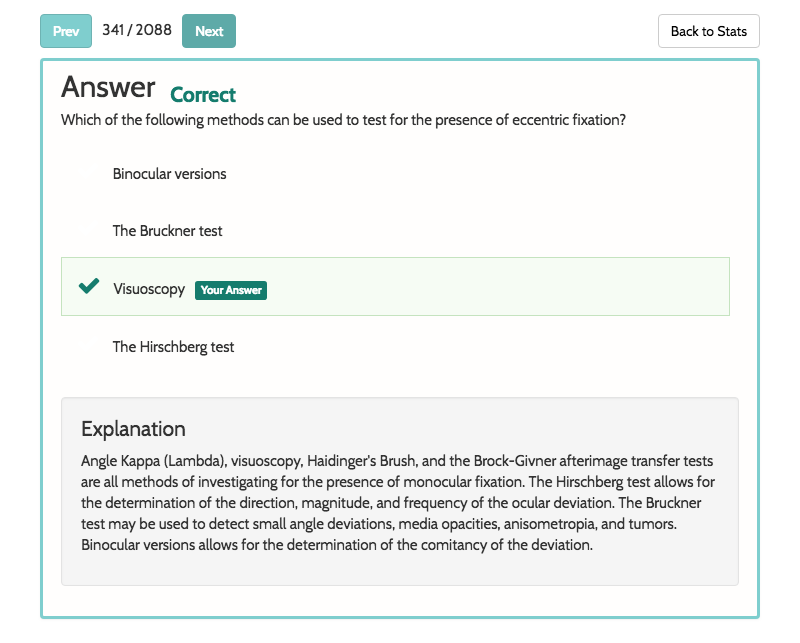 Prev 341 / 2088 Next Back to Stats
Answer Correct
Which of the following methods can be used to test for the presence of eccentric fixation?
Binocular versions
The Bruckner test
Visuoscopy Your Answer
The Hirschberg test
Explanation
Angle Kappa (Lambda), visuoscopy, Haidinger's Brush, and the Brock-Givner afterimage transfer tests
are all methods of investigating for the presence of monocular fixation. The Hirschberg test allows for
the determination of the direction, magnitude, and frequency of the ocular deviation. The Bruckner
test may be used to detect small angle deviations, media opacities, anisometropia, and tumors.
Binocular versions allows for the determination of the comitancy of the deviation.